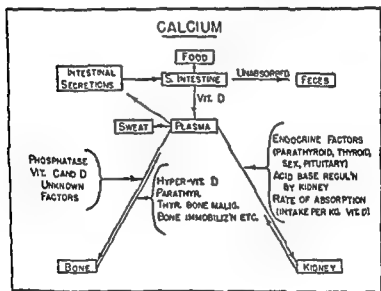 CALCIUM
FOOD
INTESTINAL
SECRETIONS
S. INTESTINE
UNABSORBED
FECES
VIT. D
SWEAT
PLASMA
PHOSPHATASE
VIT. C AND D
UNKNOWN
FACTORS
HYPER-VIT. D
PARATHYR.
THYR. BONE MALIG.
BONE IMMOBILIZ'N ETC.
ENDOCRINE FACTORS
(PARATHYROID, THYROID,
SEX, PITUITARY)
ACID BASE REGUL'N
BY KIDNEY
RATE OF ABSORPTION
(INTAKE PER KG. VIT. D)
BONE
KIDNEY